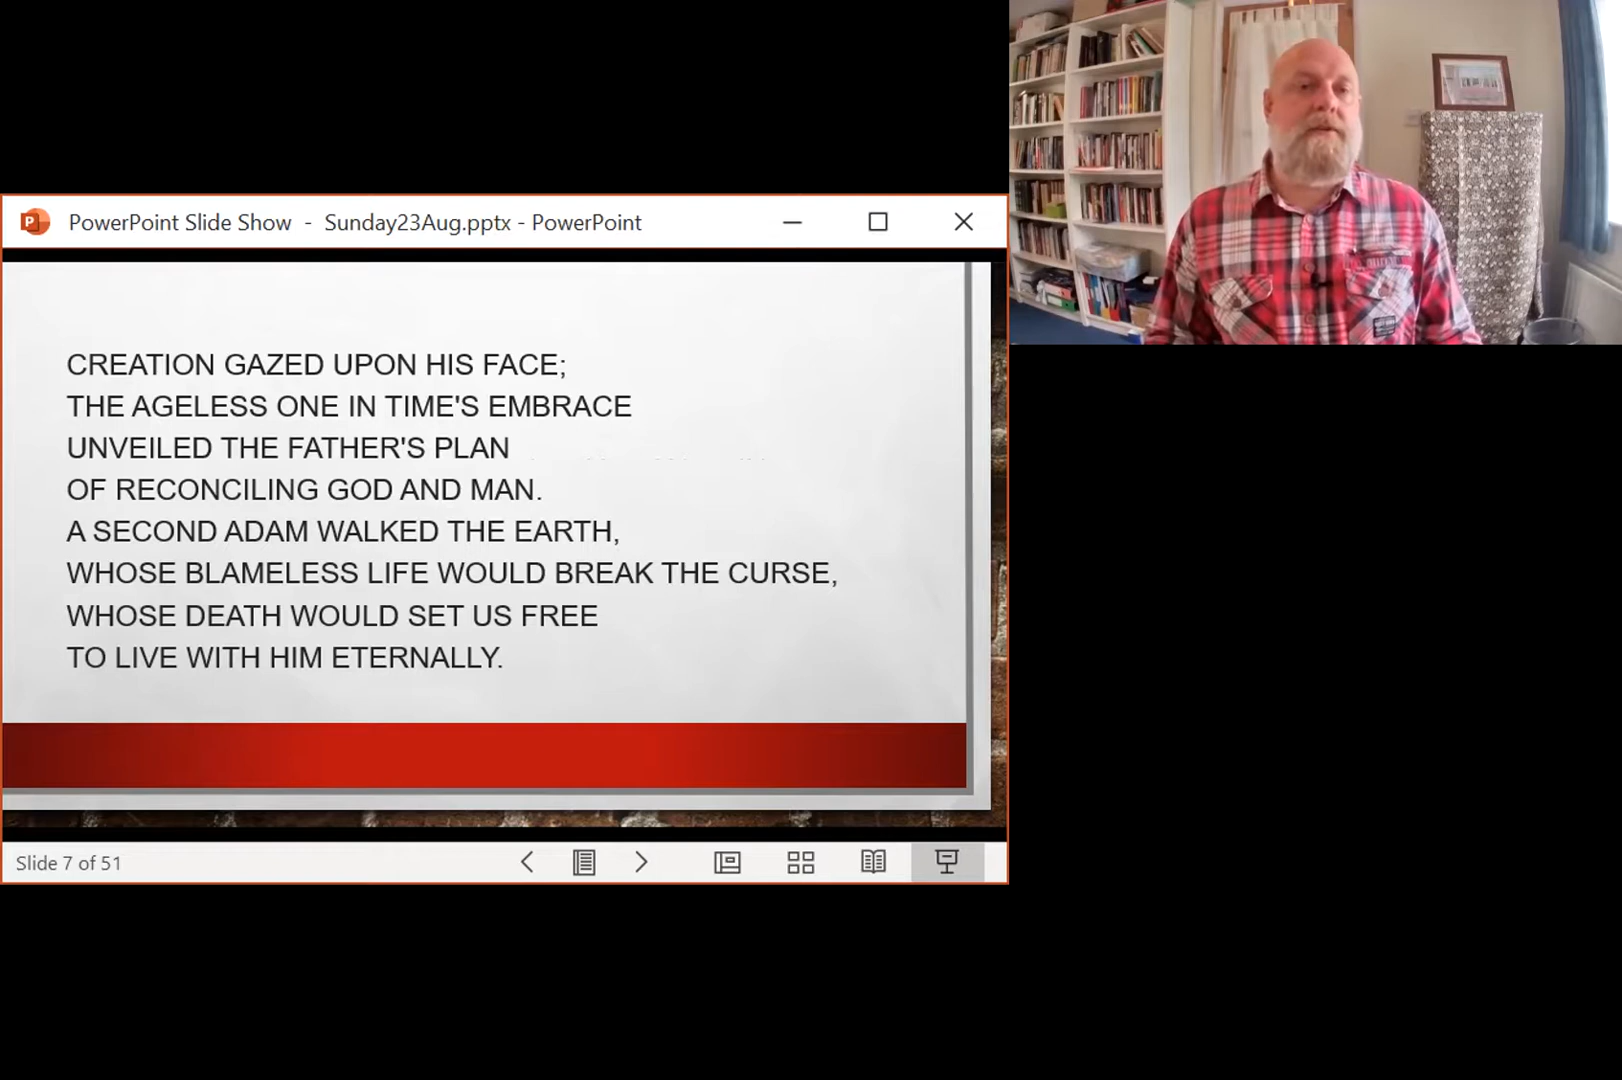 PowerPoint Slide Show - Sunday23Aug.pptx - PowerPoint
CREATION GAZED UPON HIS FACE;
THE AGELESS ONE IN TIME'S EMBRACE
UNVEILED THE FATHER'S PLAN
OF RECONCILING GOD AND MAN.
A SECOND ADAM WALKED THE EARTH,
WHOSE BLAMELESS LIFE WOULD BREAK THE CURSE,
WHOSE DEATH WOULD SET US FREE
TO LIVE WITH HIM ETERNALLY.
Slide 7 of 51